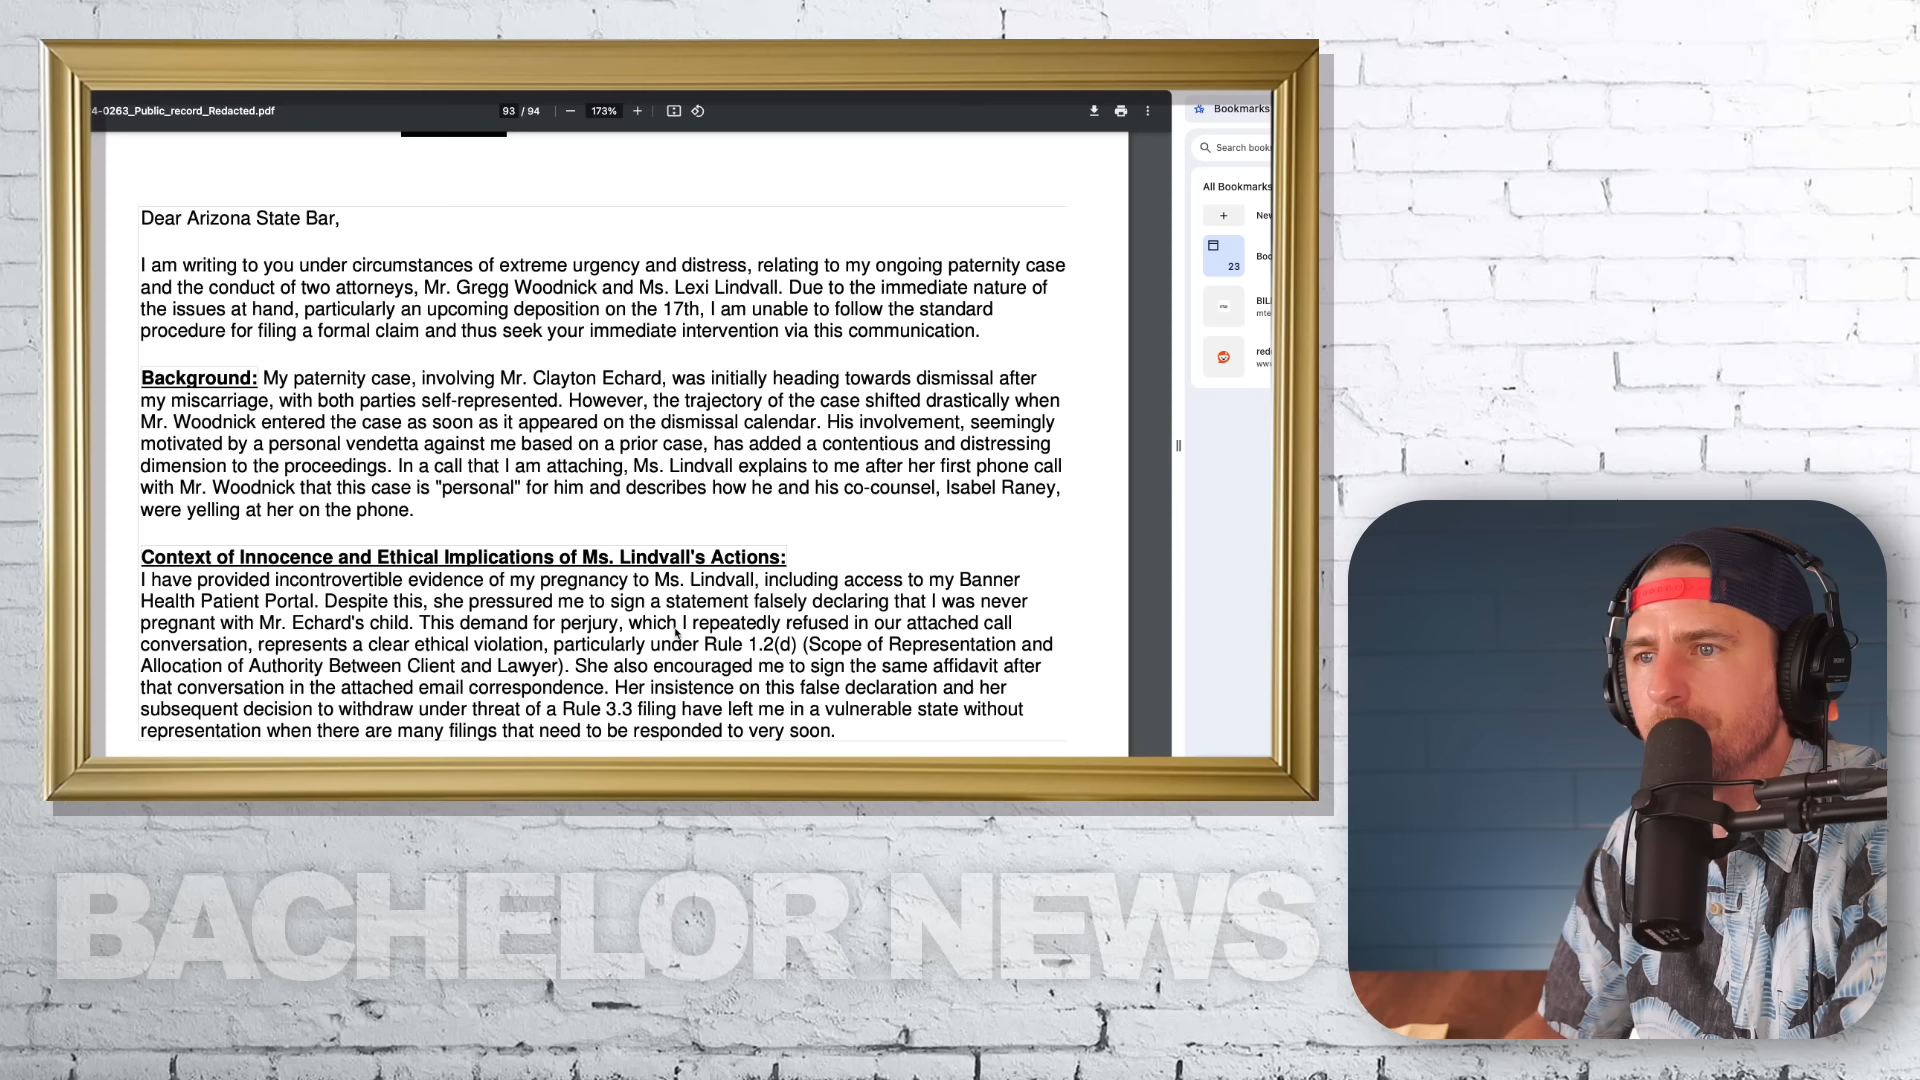 4-0263_Public_record_Redacted.pdf
93 / 94
173%
Bookmarks
Search book
All Bookmarks
New
23
Boo
BIL
mte
redd
www
Dear Arizona State Bar,
I am writing to you under circumstances of extreme urgency and distress, relating to my ongoing paternity case
and the conduct of two attorneys, Mr. Gregg Woodnick and Ms. Lexi Lindvall. Due to the immediate nature of
the issues at hand, particularly an upcoming deposition on the 17th, I am unable to follow the standard
procedure for filing a formal claim and thus seek your immediate intervention via this communication.
Background: My paternity case, involving Mr. Clayton Echard, was initially heading towards dismissal after
my miscarriage, with both parties self-represented. However, the trajectory of the case shifted drastically when
Mr. Woodnick entered the case as soon as it appeared on the dismissal calendar. His involvement, seemingly
motivated by a personal vendetta against me based on a prior case, has added a contentious and distressing
dimension to the proceedings. In a call that I am attaching, Ms. Lindvall explains to me after her first phone call
with Mr. Woodnick that this case is "personal" for him and describes how he and his co-counsel, Isabel Raney,
were yelling at her on the phone.
Context of Innocence and Ethical Implications of Ms. Lindvall's Actions:
I have provided incontrovertible evidence of my pregnancy to Ms. Lindvall, including access to my Banner
Health Patient Portal. Despite this, she pressured me to sign a statement falsely declaring that I was never
pregnant with Mr. Echard's child. This demand for perjury, which I repeatedly refused in our attached call
conversation, represents a clear ethical violation, particularly under Rule 1.2(d) (Scope of Representation and
Allocation of Authority Between Client and Lawyer). She also encouraged me to sign the same affidavit after
that conversation in the attached email correspondence. Her insistence on this false declaration and her
subsequent decision to withdraw under threat of a Rule 3.3 filing have left me in a vulnerable state without
representation when there are many filings that need to be responded to very soon.
BACHELOR NEWS